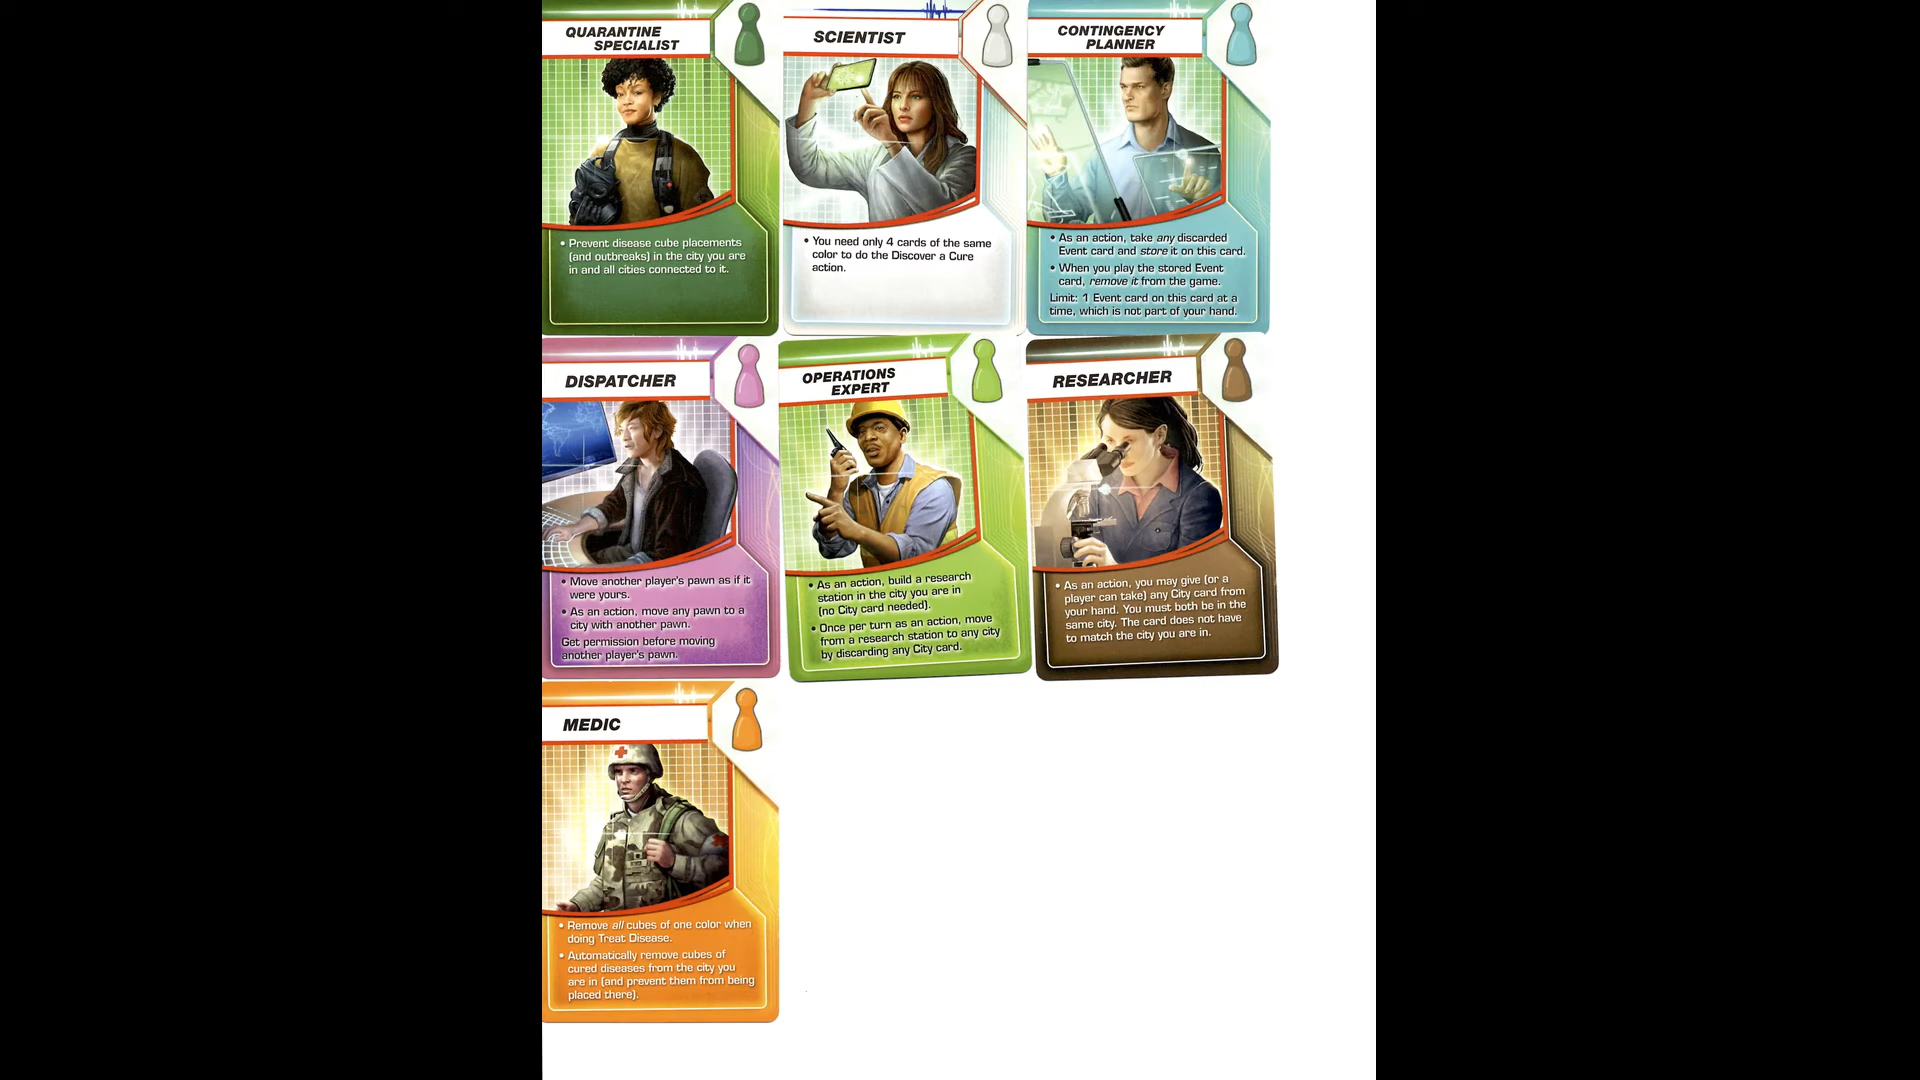 QUARANTINE
SPECIALIST
• Prevent disease cube placements
(and outbreaks) in the city you are
in and all cities connected to it.
SCIENTIST
• You need only 4 cards of the same
color to do the Discover a Cure
action.
CONTINGENCY
PLANNER
• As an action, take any discarded
Event card and store it on this card.
• When you play the stored Event
card, remove it from the game.
Limit: 1 Event card on this card at a
time, which is not part of your hand.
DISPATCHER
• Move another player's pawn as if it
were yours.
• As an action, move any pawn to a
city with another pawn.
Get permission before moving
another player's pawn.
OPERATIONS
EXPERT
• As an action, build a research
station in the city you are in
(no City card needed).
• Once per turn as an action, move
from a research station to any city
by discarding any City card.
RESEARCHER
• As an action, you may give (or a
player can take) any City card from
your hand. You must both be in the
same city. The card does not have
to match the city you are in.
MEDIC
• Remove all cubes of one color when
doing Treat Disease.
• Automatically remove cubes of
cured diseases from the city you
are in (and prevent them from being
placed there).